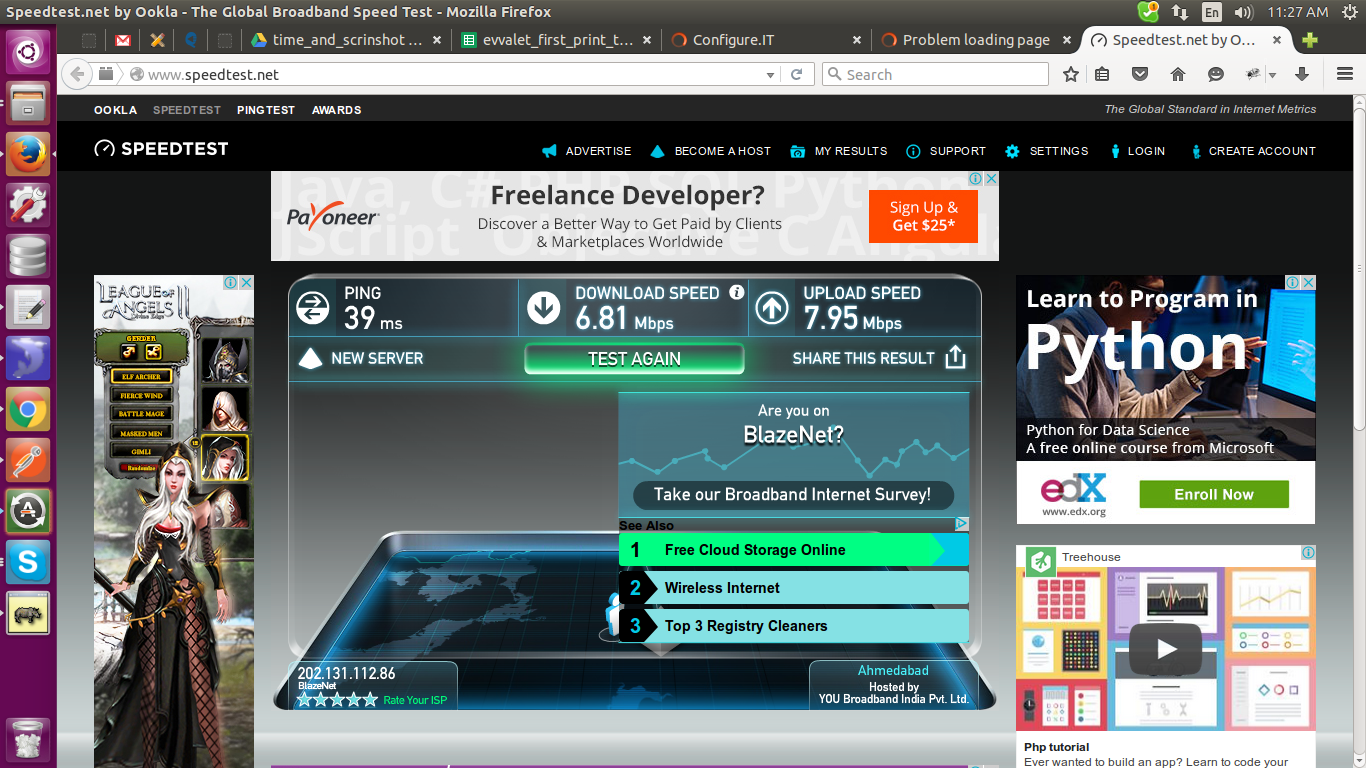 Speedtest.net by Ookla - The Global Broadband Speed Test - Mozilla Firefox
En
11:27 AM
time_and_scrinshot ...
evvalet_first_print_t...
Configure.IT
Problem loading page
Speedtest.net by O...
www.speedtest.net
Search
OOKLA SPEEDTEST PINGTEST AWARDS
The Global Standard in Internet Metrics
SPEEDTEST
ADVERTISE
BECOME A HOST
MY RESULTS
SUPPORT
SETTINGS
LOGIN
CREATE ACCOUNT
Payoneer
Freelance Developer?
Discover a Better Way to Get Paid by Clients
& Marketplaces Worldwide
Sign Up &
Get $25*
LEAGUE OF
ANGELS II
GENDER
ELF ARCHER
FIERCE WIND
BATTLE MAGE
MASKED MEN
GIMLI
Randomise
PING
39 ms
DOWNLOAD SPEED
6.81 Mbps
UPLOAD SPEED
7.95 Mbps
NEW SERVER
TEST AGAIN
SHARE THIS RESULT
Are you on
BlazeNet?
Take our Broadband Internet Survey!
See Also
1 Free Cloud Storage Online
2 Wireless Internet
3 Top 3 Registry Cleaners
202.131.112.86
BlazeNet
Rate Your ISP
Ahmedabad
Hosted by
YOU Broadband India Pvt. Ltd.
Learn to Program in
Python
Python for Data Science
A free online course from Microsoft
edX
www.edx.org
Enroll Now
Treehouse
Php tutorial
Ever wanted to build an app? Learn to code your